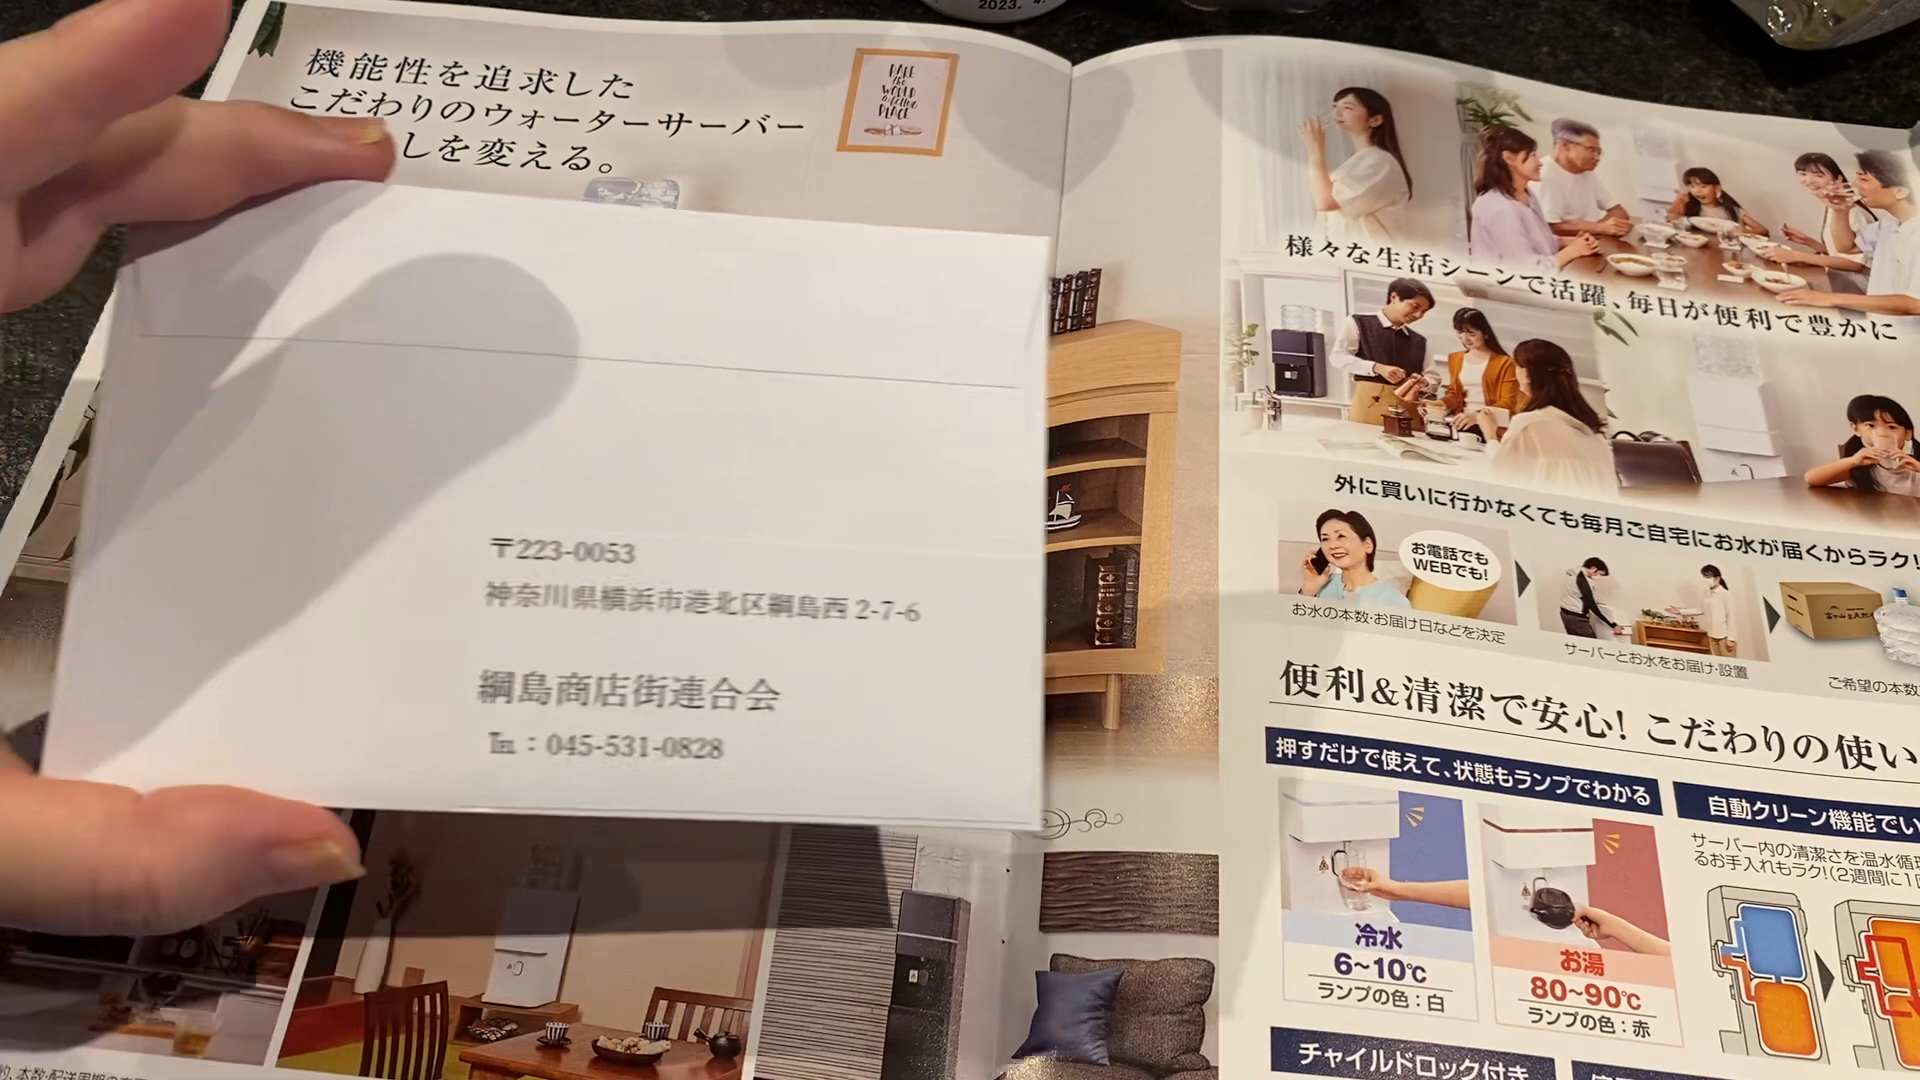 2023.
機能性を追求した
こだわりのウォーターサーバー
しを変える。
BAKE
the
WORLD
a better
PLACE
〒223-0053
神奈川県横浜市港北区綱島西 2-7-6
綱島商店街連合会
℡：045-531-0828
様々な生活シーンで活躍、毎日が便利で豊かに
外に買いに行かなくても毎月ご自宅にお水が届くからラク!
お電話でも
WEBでも!
お水の本数・お届け日などを決定
サーバーとお水をお届け・設置
ご希望の本数
便利&清潔で安心! こだわりの使い
押すだけで使えて、状態もランプでわかる
冷水
6~10℃
ランプの色：白
お湯
80~90℃
ランプの色：赤
自動クリーン機能でい
サーバー内の清潔さを温水循
るお手入れもラク!(2週間に1
チャイルドロック付き